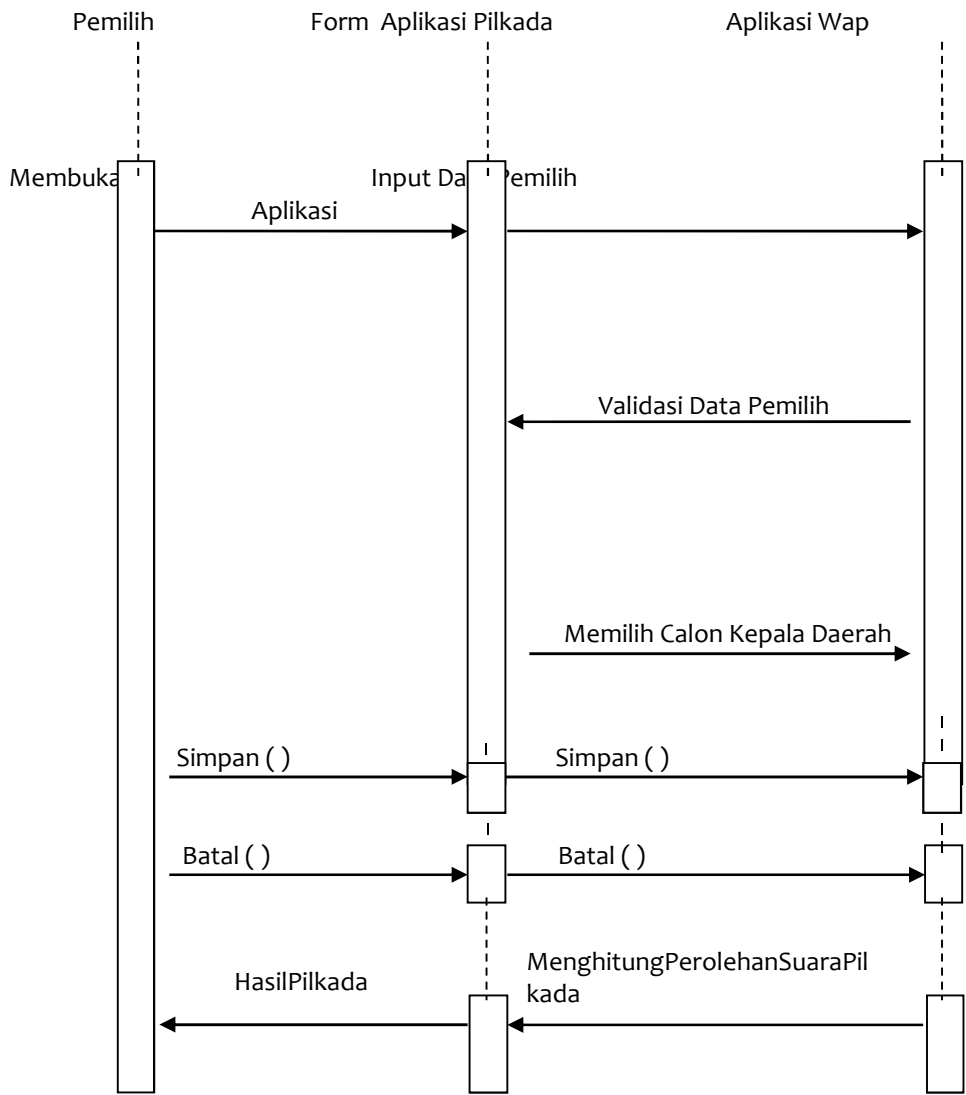 Pemilih Form Aplikasi Pilkada Aplikasi Wap
Membuka Input Da Pemilih
Aplikasi
Validasi Data Pemilih
Memilih Calon Kepala Daerah
Simpan ( ) Simpan ( )
Batal ( ) Batal ( )
HasilPilkada
MenghitungPerolehanSuaraPil
kada